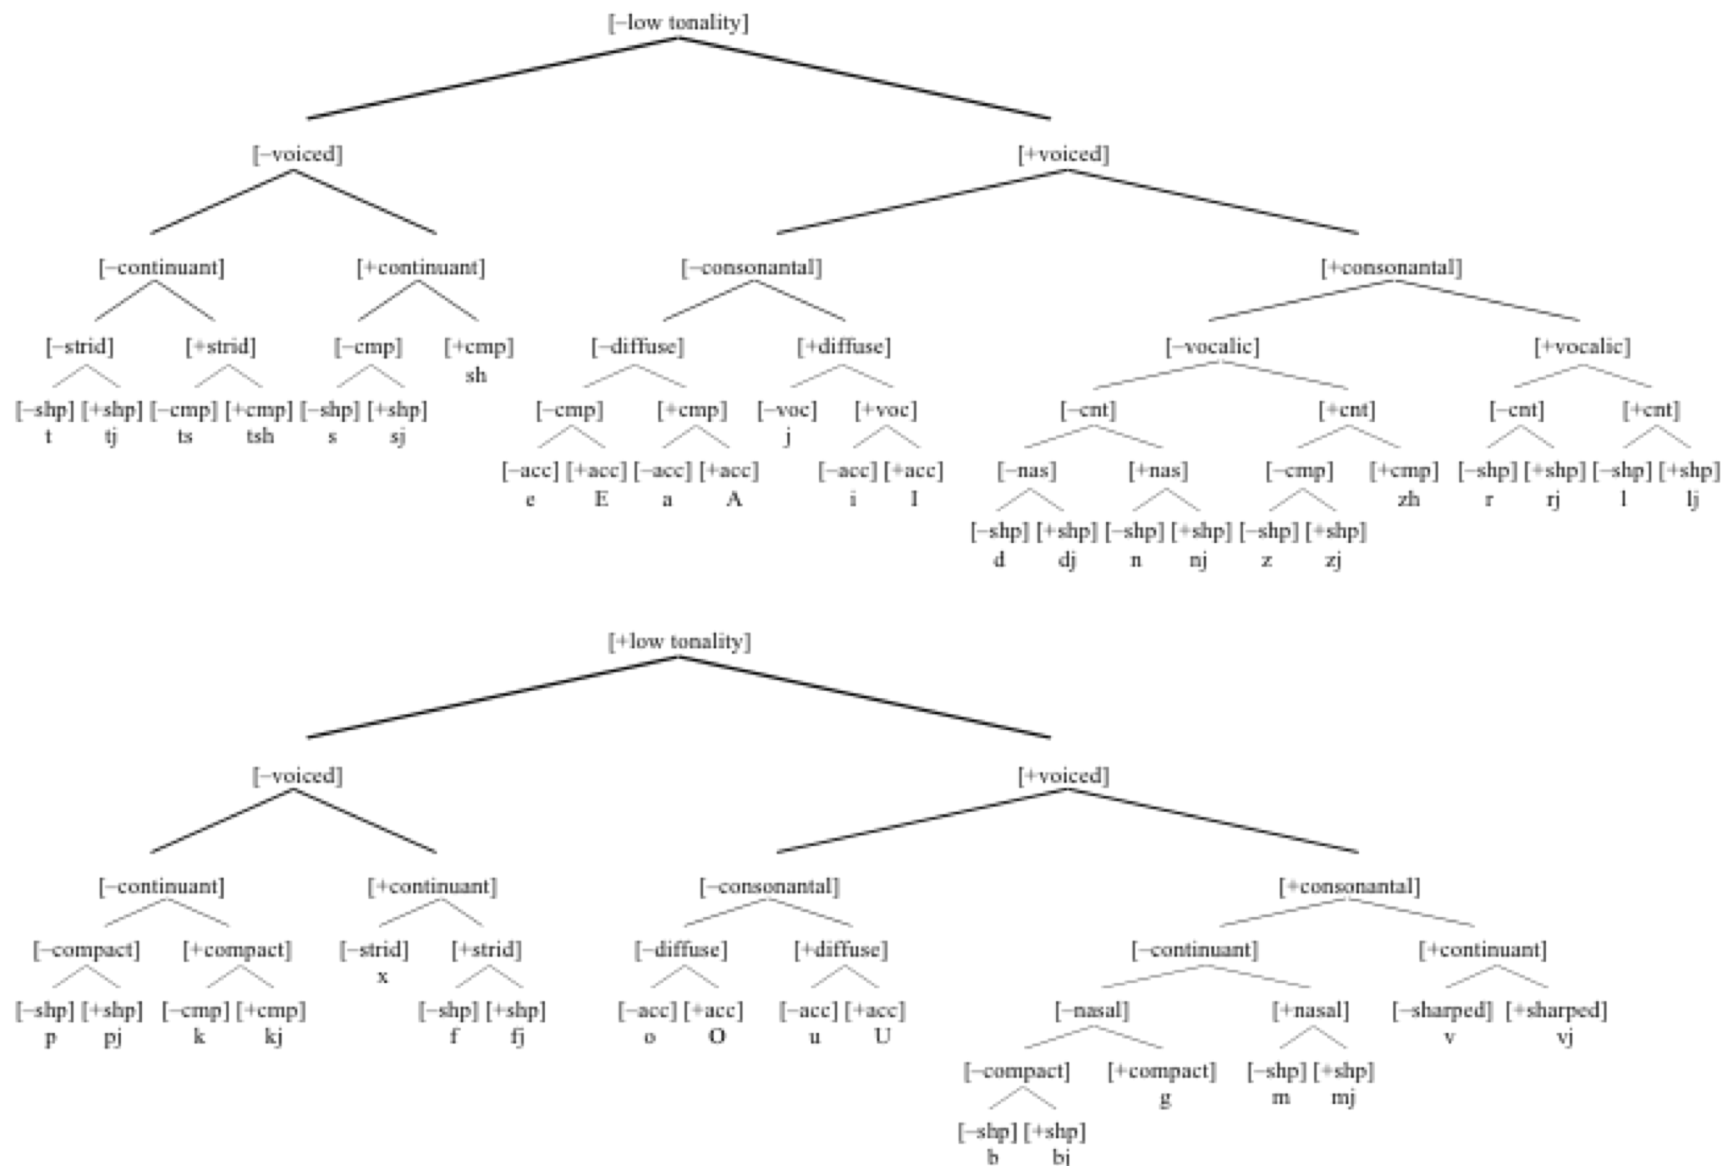 [−low tonality]
[−voiced] [+voiced]
[−continuant] [+continuant] [−consonantal] [+consonantal]
[−strid] [+strid] [−cmp] [+cmp] [−diffuse] [+diffuse] [−vocalic] [+vocalic]
sh
[−shp] [+shp] [−cmp] [+cmp] [−shp] [+shp] [−cmp] [+cmp] [−voc] [+voc] [−cnt] [+cnt] [−cnt] [+cnt]
t tj ts tsh s sj j
[−acc] [+acc] [−acc] [+acc] [−acc] [+acc] [−nas] [+nas] [−cmp] [+cmp] [−shp] [+shp] [−shp] [+shp]
e E a A i I zh r rj l lj
[−shp] [+shp] [−shp] [+shp] [−shp] [+shp]
d dj n nj z zj
[+low tonality]
[−voiced] [+voiced]
[−continuant] [+continuant] [−consonantal] [+consonantal]
[−compact] [+compact] [−strid] [+strid] [−diffuse] [+diffuse] [−continuant] [+continuant]
x
[−shp] [+shp] [−cmp] [+cmp] [−shp] [+shp] [−acc] [+acc] [−acc] [+acc] [−nasal] [+nasal] [−sharped] [+sharped]
p pj k kj f fj o O u U v vj
[−compact] [+compact] [−shp] [+shp]
g m mj
[−shp] [+shp]
b bj